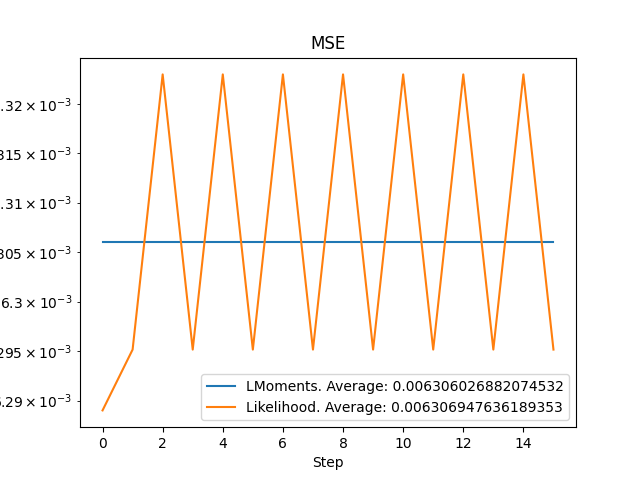 MSE
.32 × 10⁻³
315 × 10⁻³
.31 × 10⁻³
305 × 10⁻³
6.3 × 10⁻³
295 × 10⁻³
6.29 × 10⁻³
LMoments. Average: 0.006306026882074532
Likelihood. Average: 0.006306947636189353
0 2 4 6 8 10 12 14
Step